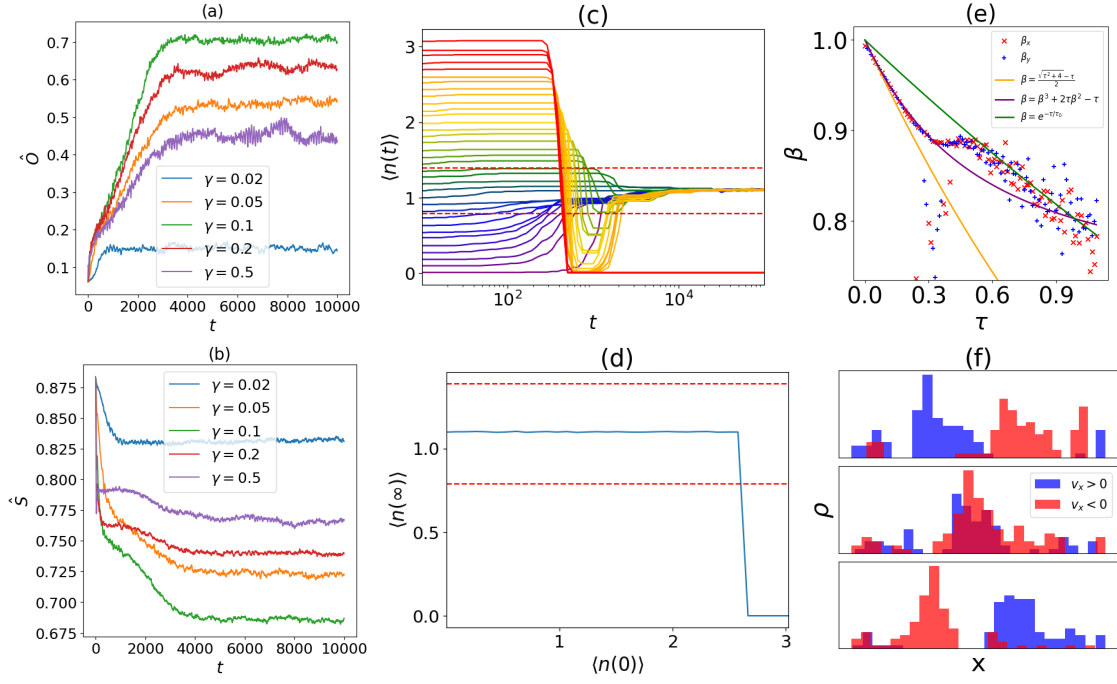 (a)
Ô
0.7
0.6
0.5
0.4
0.3
0.2
0.1
γ = 0.02
γ = 0.05
γ = 0.1
γ = 0.2
γ = 0.5
0 2000 4000 6000 8000 10000
t
(b)
Ŝ
0.875
0.850
0.825
0.800
0.775
0.750
0.725
0.700
0.675
γ = 0.02
γ = 0.05
γ = 0.1
γ = 0.2
γ = 0.5
0 2000 4000 6000 8000 10000
t
(c)
⟨n(t)⟩
3
2
1
0
10² 10⁴
t
(d)
⟨n(∞)⟩
1.0
0.5
0.0
1 2 3
⟨n(0)⟩
(e)
β
1.0
0.9
0.8
βₓ
βᵧ
β = (√(τ² + 4) − τ)/2
β = β³ + 2τβ² − τ
β = e^(−τ/τ₀)
0.0 0.3 0.6 0.9
τ
(f)
ρ
vₓ > 0
vₓ < 0
x